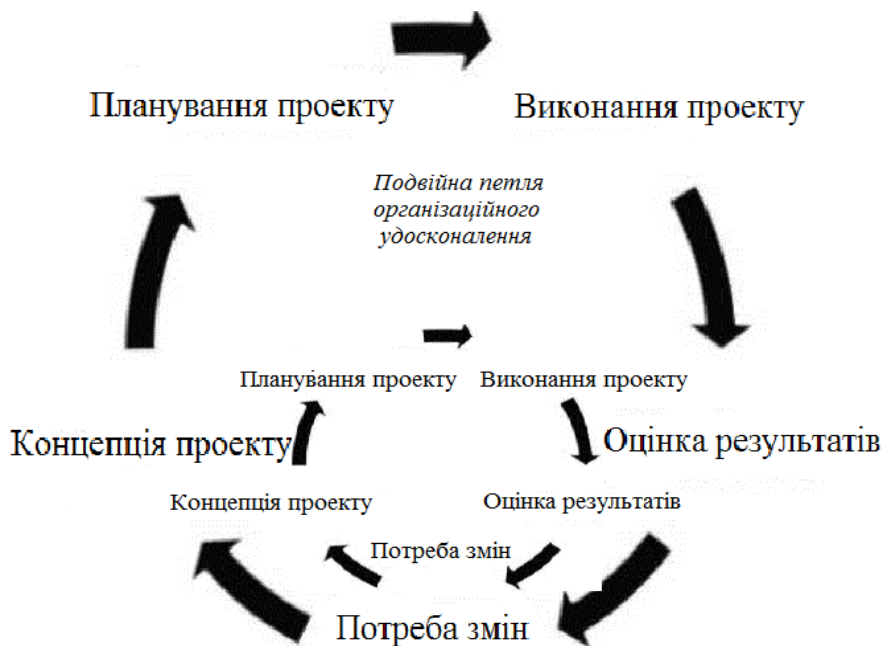 Планування проекту
Виконання проекту
Подвійна петля
організаційного
удосконалення
Планування проекту
Виконання проекту
Концепція проекту
Оцінка результатів
Концепція проекту
Оцінка результатів
Потреба змін
Потреба змін